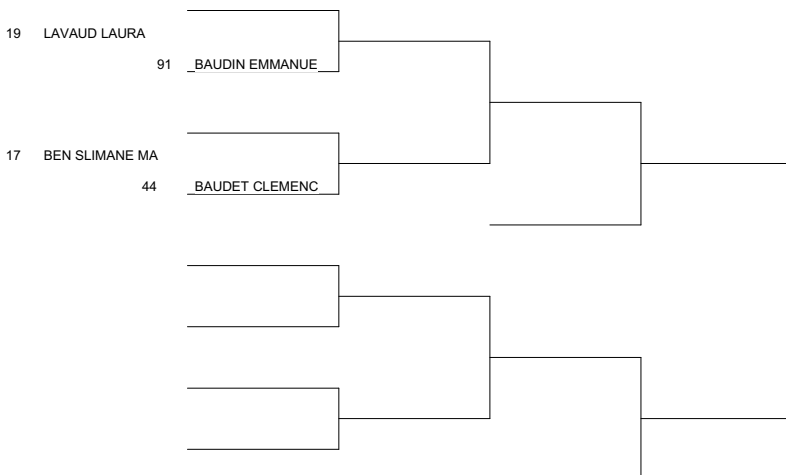 19 LAVAUD LAURA
91 BAUDIN EMMANUE
17 BEN SLIMANE MA
44 BAUDET CLEMENC